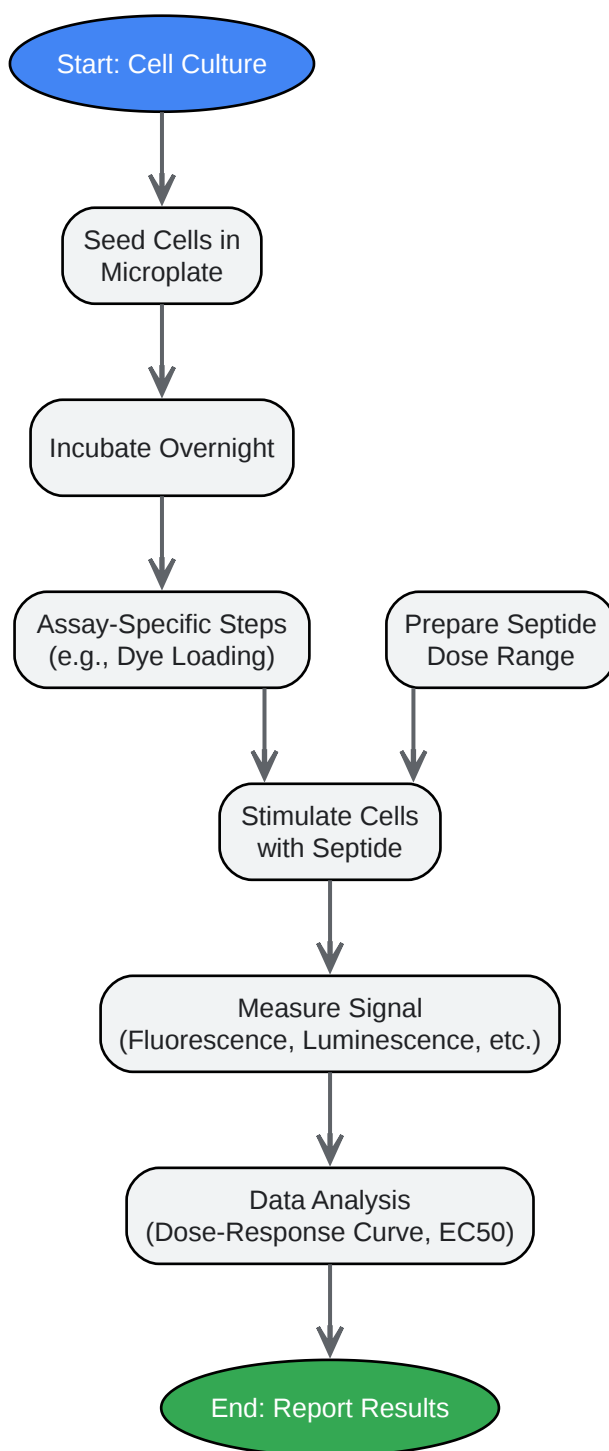 Start: Cell Culture
Seed Cells in
Microplate
Incubate Overnight
Assay-Specific Steps
(e.g., Dye Loading)
Prepare Septide
Dose Range
Stimulate Cells
with Septide
Measure Signal
(Fluorescence, Luminescence, etc.)
Data Analysis
(Dose-Response Curve, EC50)
End: Report Results